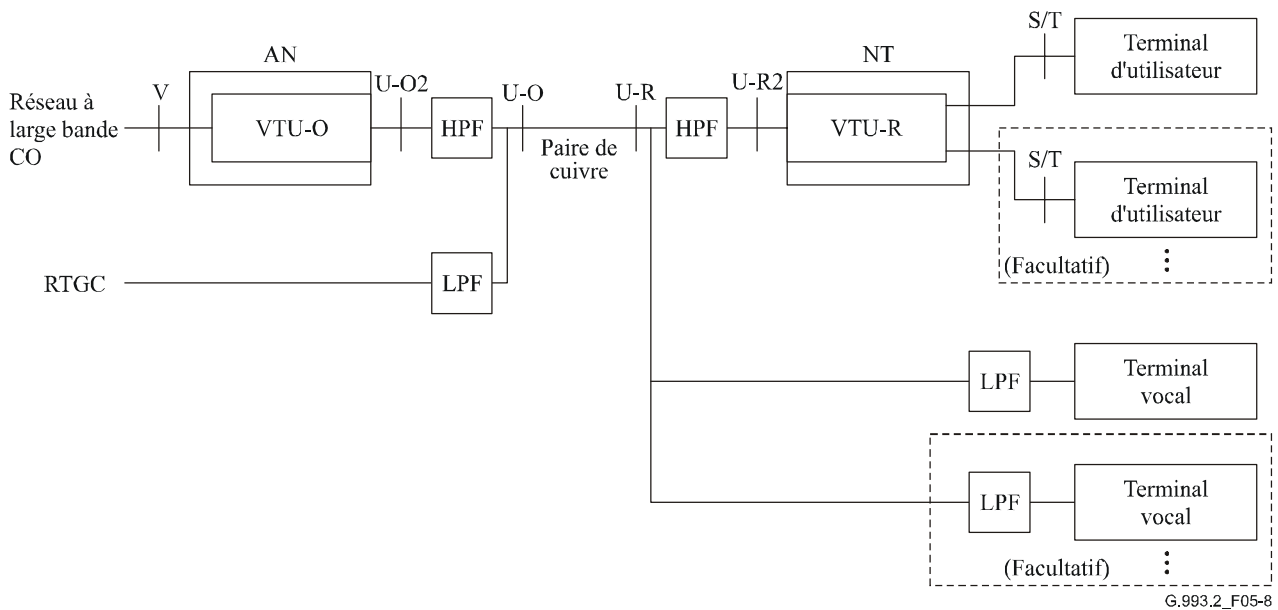 S/T
Terminal
d'utilisateur
AN
NT
Réseau à
large bande
CO
V
VTU-O
U-O2
HPF
U-O
Paire de
cuivre
U-R
HPF
U-R2
VTU-R
S/T
Terminal
d'utilisateur
(Facultatif)
RTGC
LPF
LPF
Terminal
vocal
LPF
Terminal
vocal
(Facultatif)
G.993.2_F05-8